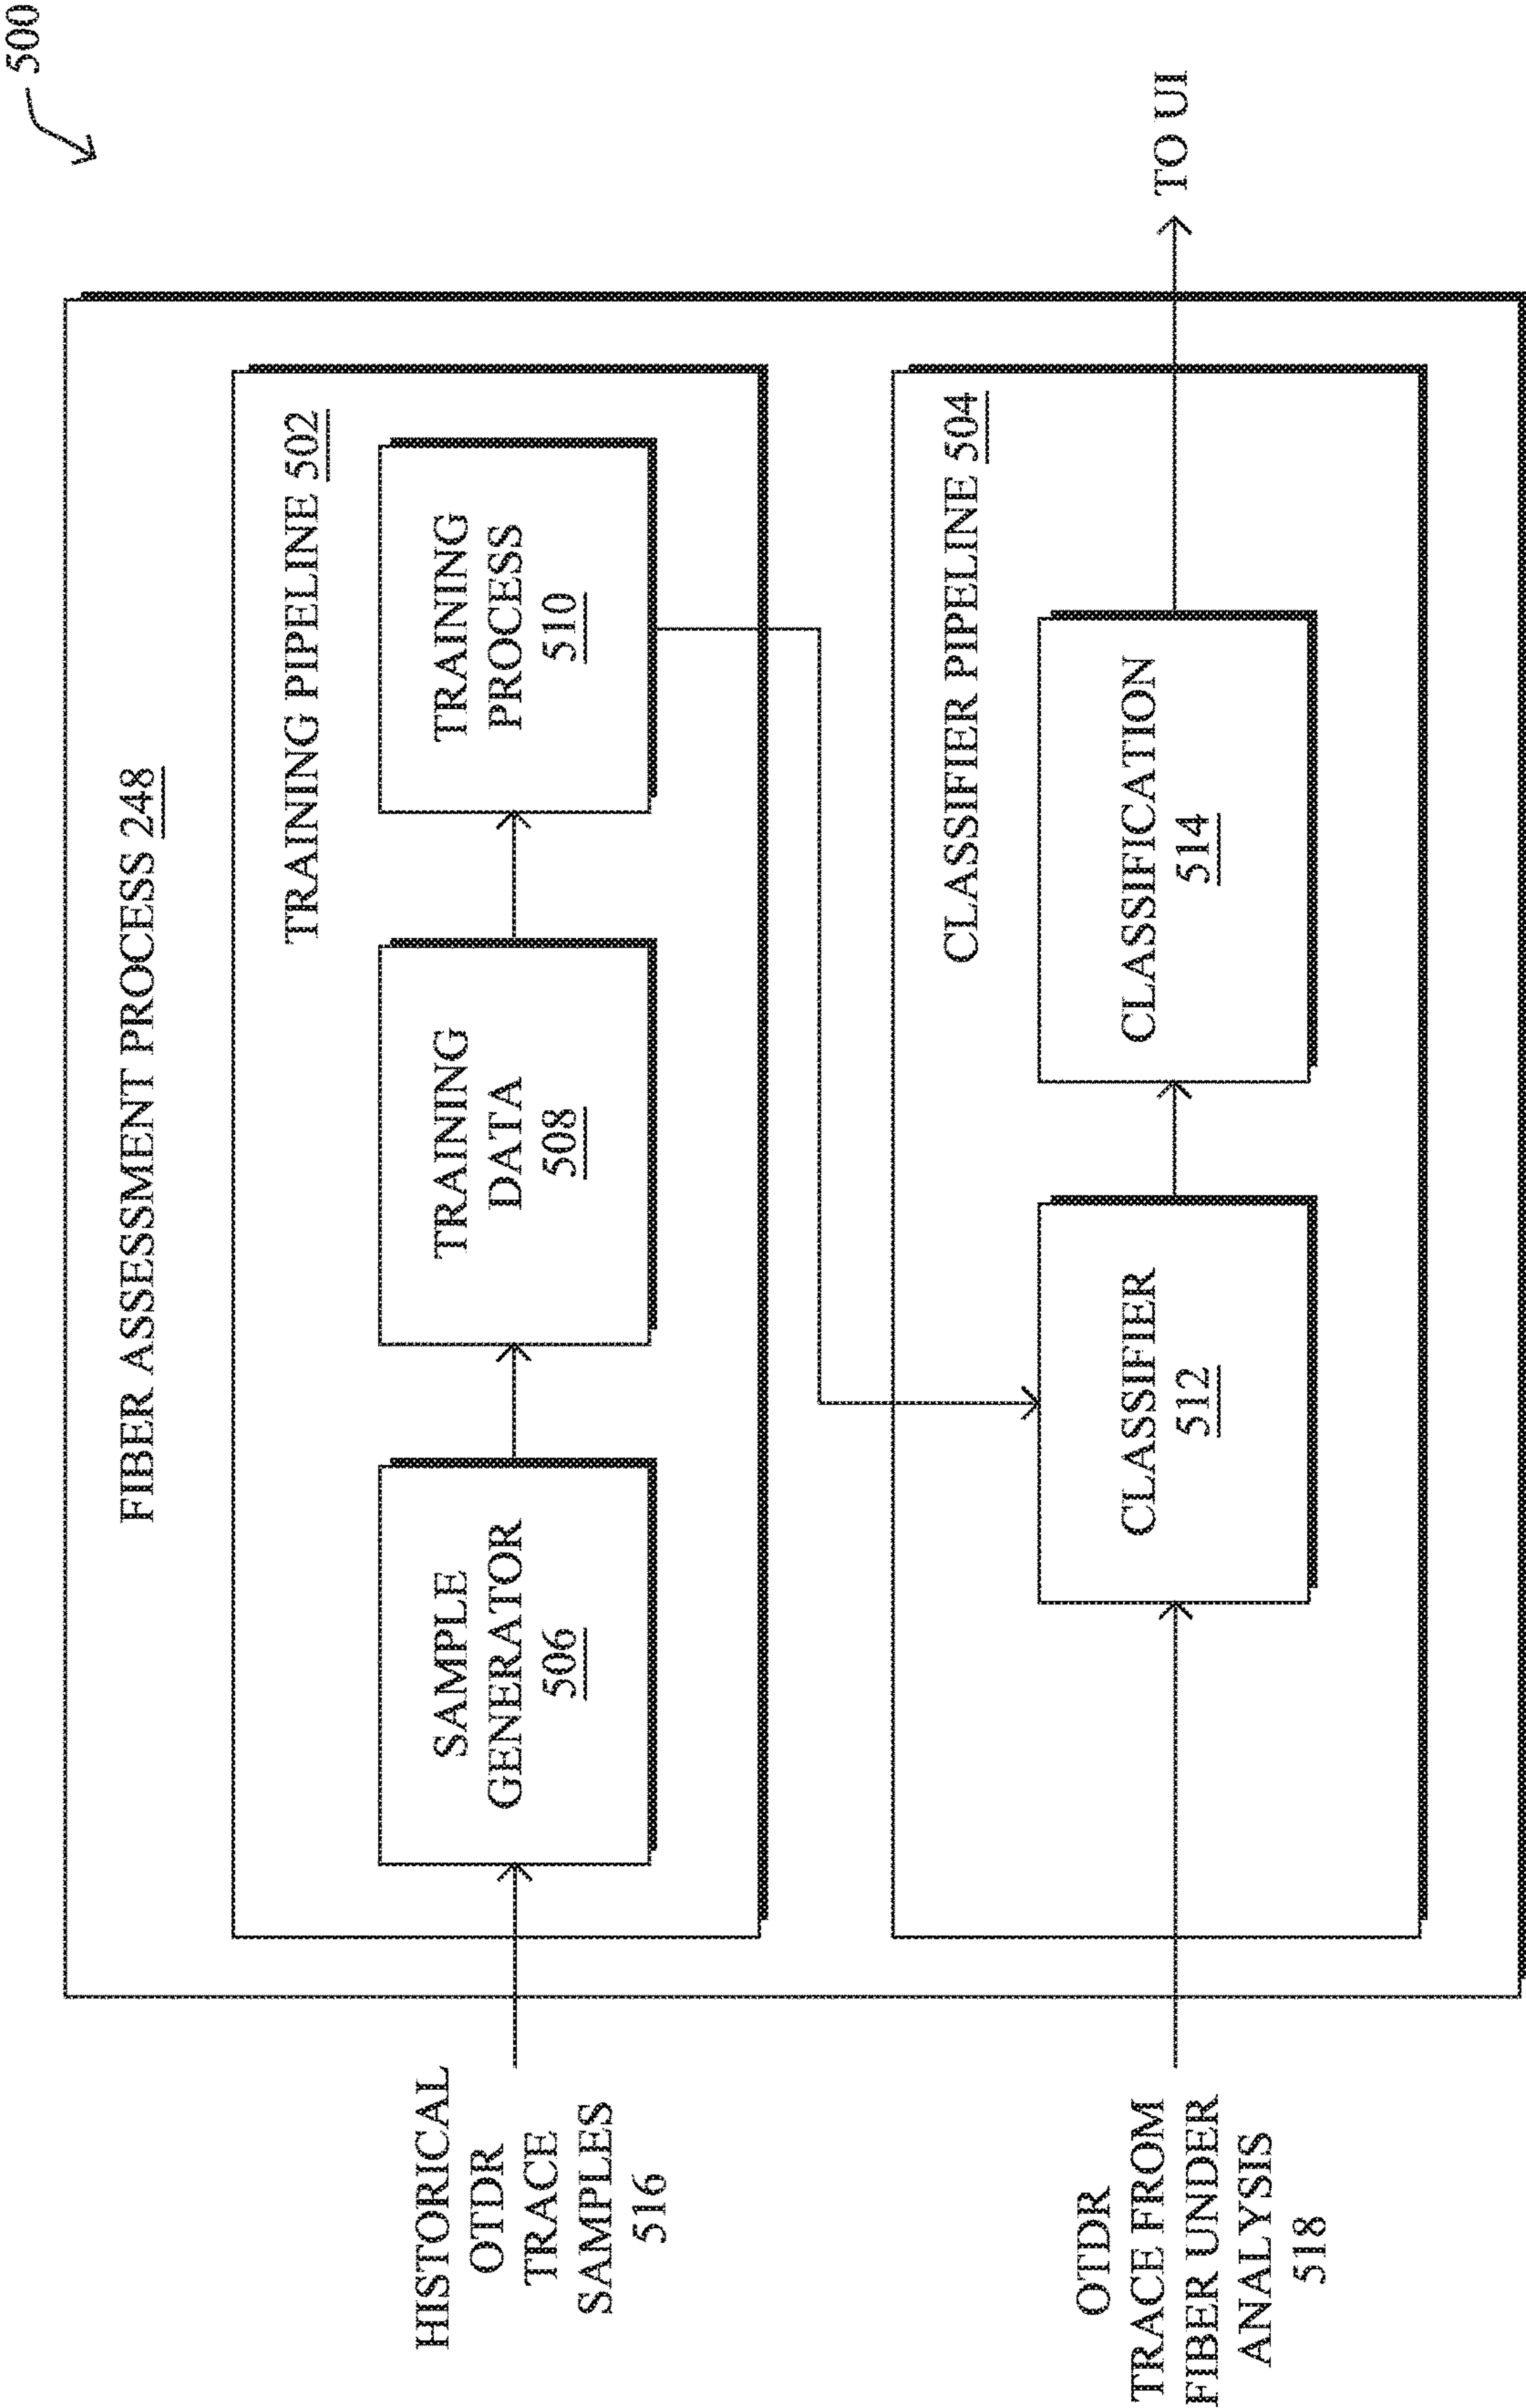 500
FIBER ASSESSMENT PROCESS 248
TRAINING PIPELINE 502
HISTORICAL
OTDR
TRACE
SAMPLES
516
SAMPLE
GENERATOR
506
TRAINING
DATA
508
TRAINING
PROCESS
510
CLASSIFIER PIPELINE 504
OTDR
TRACE FROM
FIBER UNDER
ANALYSIS
518
CLASSIFIER
512
CLASSIFICATION
514
TO UI